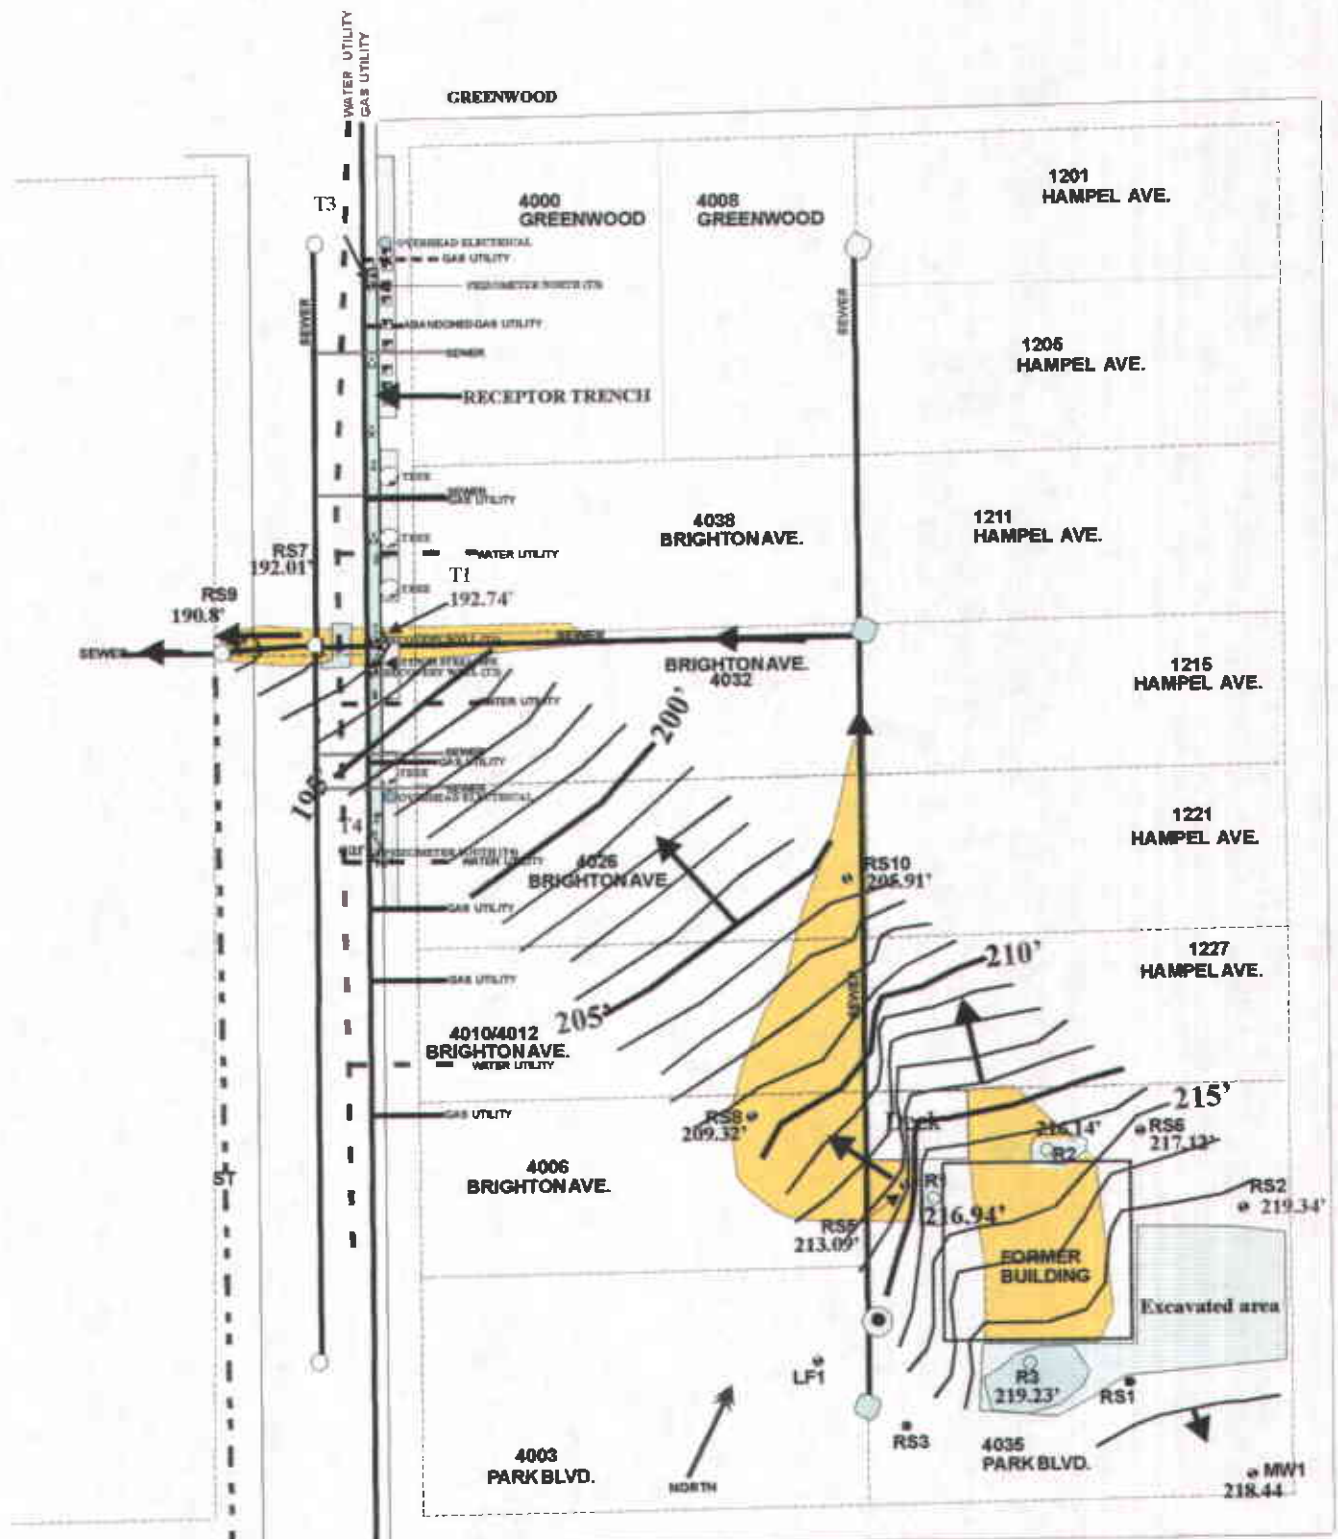 WATER UTILITY
GAS UTILITY
GREENWOOD
T3
4000
GREENWOOD
4008
GREENWOOD
1201
HAMPEL AVE.
OVERHEAD ELECTRICAL
GAS UTILITY
ABANDONED GAS UTILITY
SEWER
SEWER
SEWER
1205
HAMPEL AVE.
RECEPTOR TRENCH
TREE
SEWER
GAS UTILITY
4038
BRIGHTON AVE.
1211
HAMPEL AVE.
TREE
WATER UTILITY
RS7
192.01'
T1
192.74'
TREE
RS9
190.8'
SEWER
SEWER
BRIGHTON AVE.
4032
1215
HAMPEL AVE.
WATER UTILITY
200'
SEWER
GAS UTILITY
TREE
OVERHEAD ELECTRICAL
1221
HAMPEL AVE.
T4
WATER UTILITY
4026
BRIGHTON AVE.
RS10
GAS UTILITY
1227
HAMPEL AVE.
210'
SEWER
GAS UTILITY
205'
4010/4012
BRIGHTON AVE.
WATER UTILITY
215'
GAS UTILITY
RS8
209.32'
Deck
216.14'
R2
RS6
217.12'
4006
BRIGHTON AVE.
ST
R1
216.94'
RS2
219.34'
RS5
213.09'
FORMER
BUILDING
Excavated area
LF1
R3
219.23'
RS1
RS3
4035
PARK BLVD.
4003
PARK BLVD.
NORTH
MW1
218.44